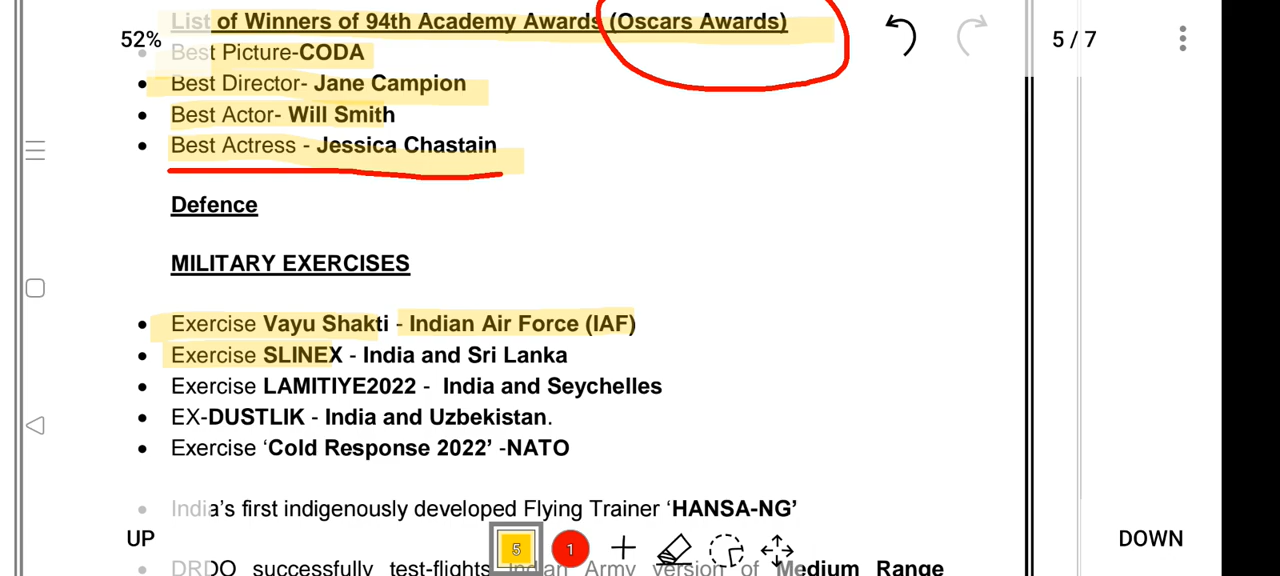 List of Winners of 94th Academy Awards (Oscars Awards)
52%
5 / 7
Best Picture-CODA
Best Director- Jane Campion
Best Actor- Will Smith
Best Actress - Jessica Chastain
Defence
MILITARY EXERCISES
Exercise Vayu Shakti - Indian Air Force (IAF)
Exercise SLINEX - India and Sri Lanka
Exercise LAMITIYE2022 - India and Seychelles
EX-DUSTLIK - India and Uzbekistan.
Exercise ‘Cold Response 2022’ -NATO
India’s first indigenously developed Flying Trainer ‘HANSA-NG’
UP
5
1
DOWN
DRDO successfully test-flights Indian Army version of Medium Range